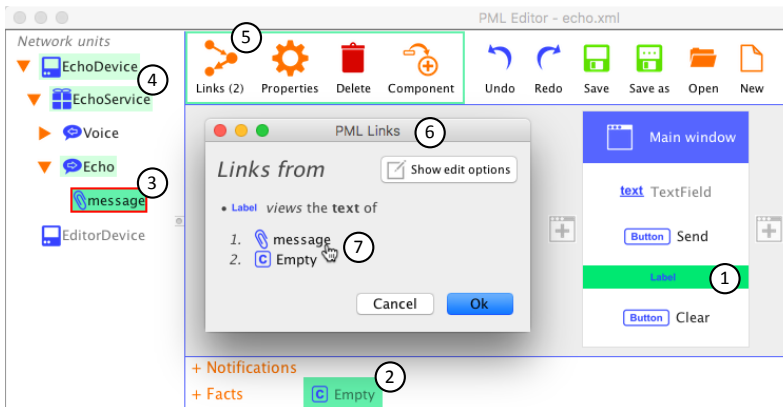 PML Editor - echo.xml
Network units
EchoDevice
4
EchoService
Voice
Echo
3
message
EditorDevice
5
Links (2) Properties Delete Component Undo Redo Save Save as Open New
PML Links
6
Links from
Show edit options
• Label views the text of
1. message
2. C Empty
7
Cancel Ok
Main window
text TextField
Button Send
Label
1
Button Clear
+ Notifications
+ Facts
C Empty
2